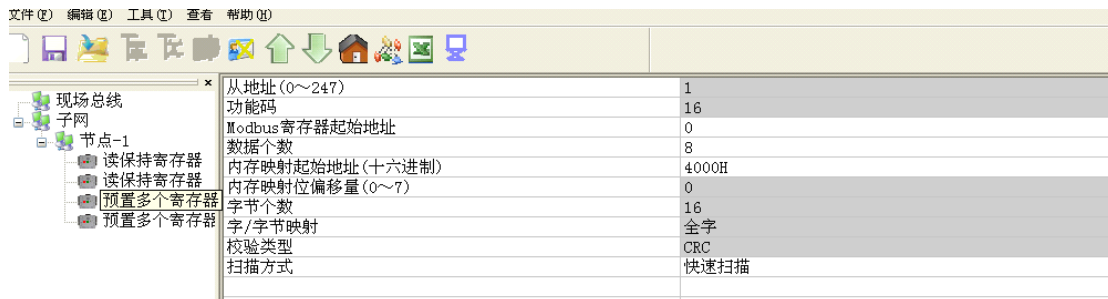 文件(F) 编辑(E) 工具(T) 查看 帮助(H)
现场总线
子网
节点-1
读保持寄存器
读保持寄存器
预置多个寄存器
预置多个寄存器
从地址(0～247) 1
功能码 16
Modbus寄存器起始地址 0
数据个数 8
内存映射起始地址(十六进制) 4000H
内存映射位偏移量(0～7) 0
字节个数 16
字/字节映射 全字
校验类型 CRC
扫描方式 快速扫描